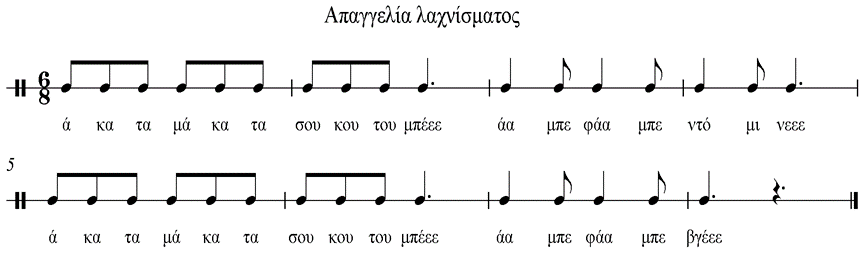 Απαγγελία λαχνίσματος
6
8
ά κα τα μά κα τα σου κου του μπέεε άα μπε φάα μπε ντό μι νεεε
5
ά κα τα μά κα τα σου κου του μπέεε άα μπε φάα μπε βγέεε